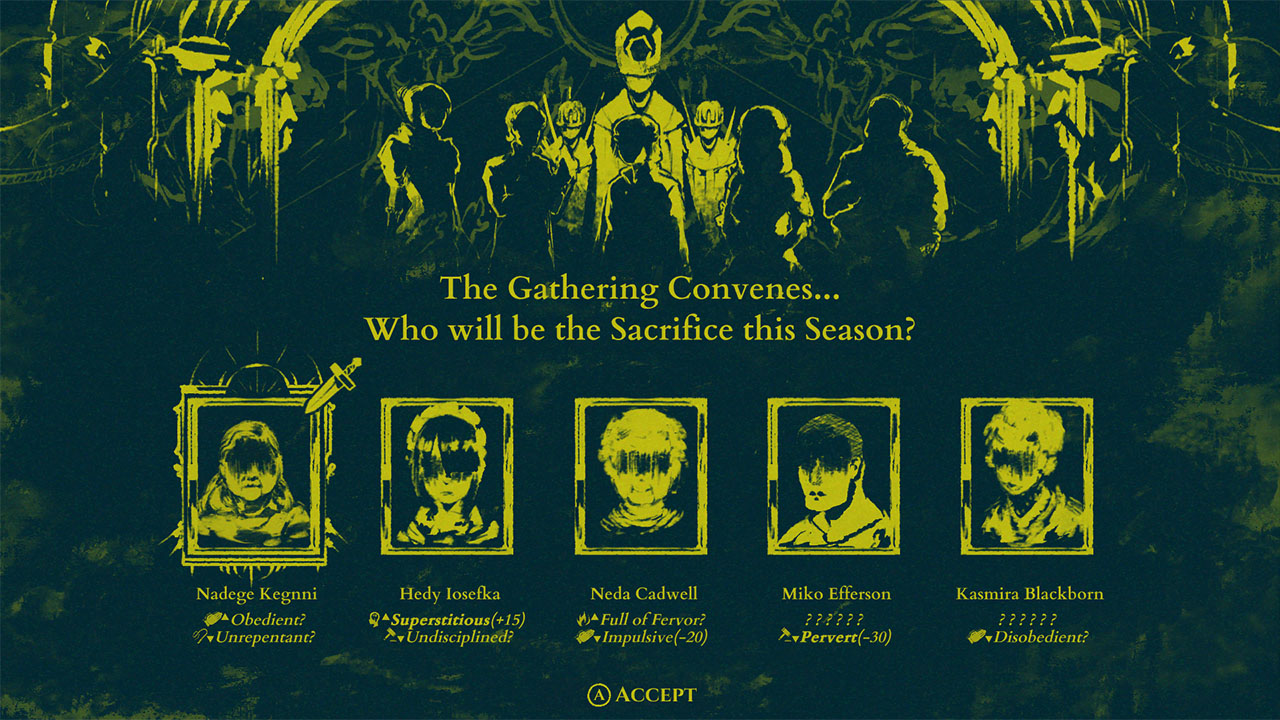 The Gathering Convenes...
Who will be the Sacrifice this Season?
Nadege Kegnni
Obedient?
Unrepentant?
Hedy Iosefka
Superstitious(+15)
Undisciplined?
Neda Cadwell
Full of Fervor?
Impulsive(-20)
Miko Efferson
? ? ? ? ? ?
Pervert(-30)
Kasmira Blackborn
? ? ? ? ? ?
Disobedient?
A ACCEPT